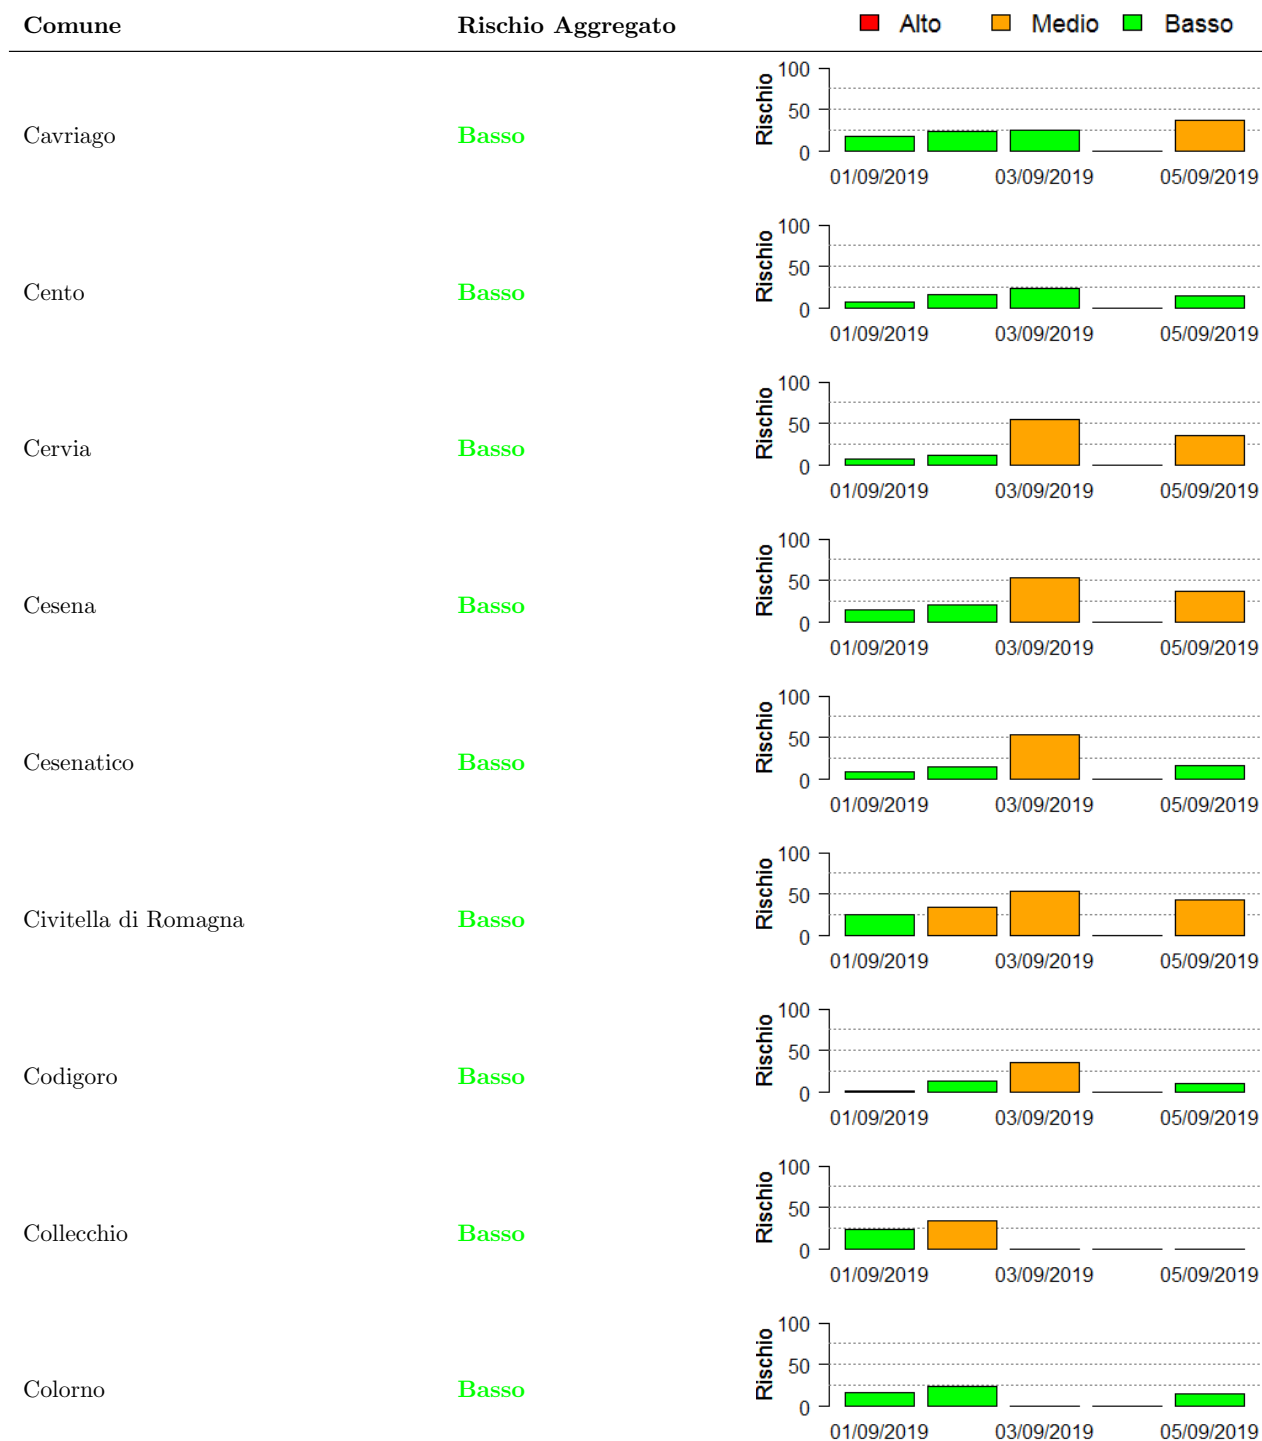 Comune Rischio Aggregato Alto Medio Basso
Cavriago Basso Rischio 100 50 0
01/09/2019 03/09/2019 05/09/2019
Cento Basso Rischio 100 50 0
01/09/2019 03/09/2019 05/09/2019
Cervia Basso Rischio 100 50 0
01/09/2019 03/09/2019 05/09/2019
Cesena Basso Rischio 100 50 0
01/09/2019 03/09/2019 05/09/2019
Cesenatico Basso Rischio 100 50 0
01/09/2019 03/09/2019 05/09/2019
Civitella di Romagna Basso Rischio 100 50 0
01/09/2019 03/09/2019 05/09/2019
Codigoro Basso Rischio 100 50 0
01/09/2019 03/09/2019 05/09/2019
Collecchio Basso Rischio 100 50 0
01/09/2019 03/09/2019 05/09/2019
Colorno Basso Rischio 100 50 0
01/09/2019 03/09/2019 05/09/2019